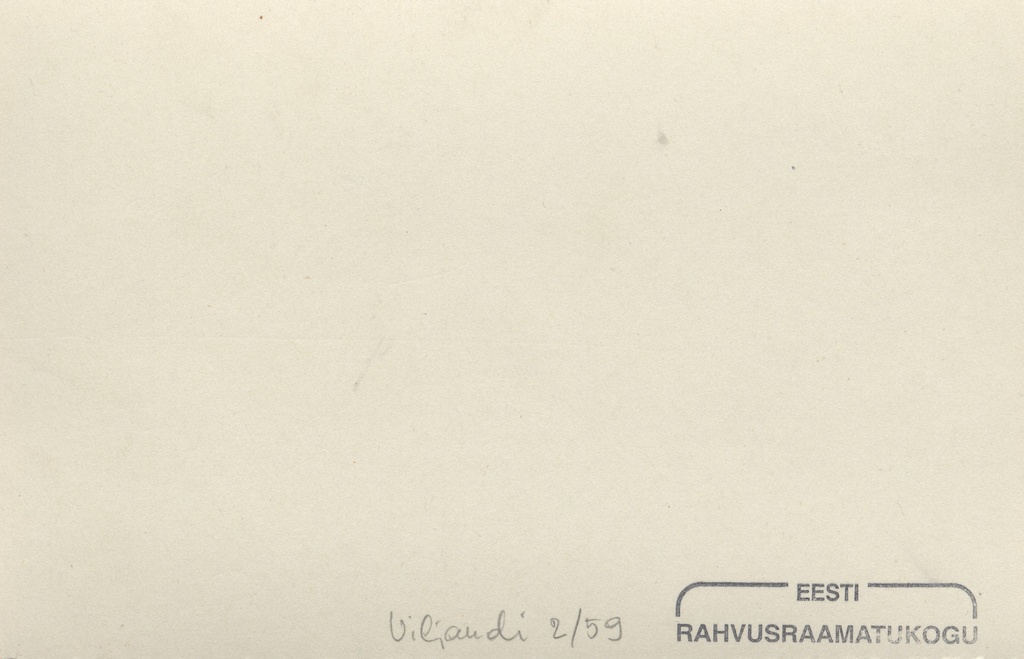 Viljandi 2/59
EESTI
RAHVUSRAAMATUKOGU